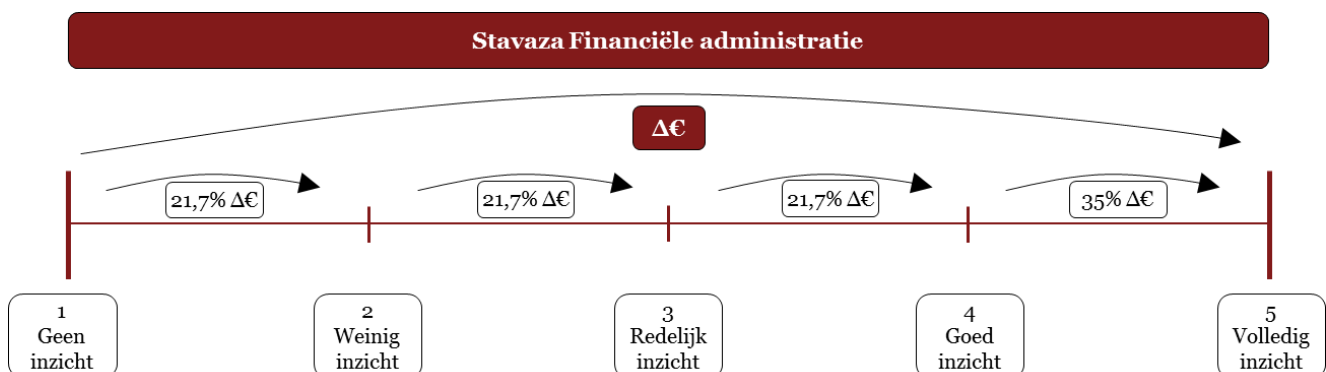 Stavaza Financiële administratie
Δ€
21,7% Δ€
21,7% Δ€
21,7% Δ€
35% Δ€
1
Geen
inzicht
2
Weinig
inzicht
3
Redelijk
inzicht
4
Goed
inzicht
5
Volledig
inzicht